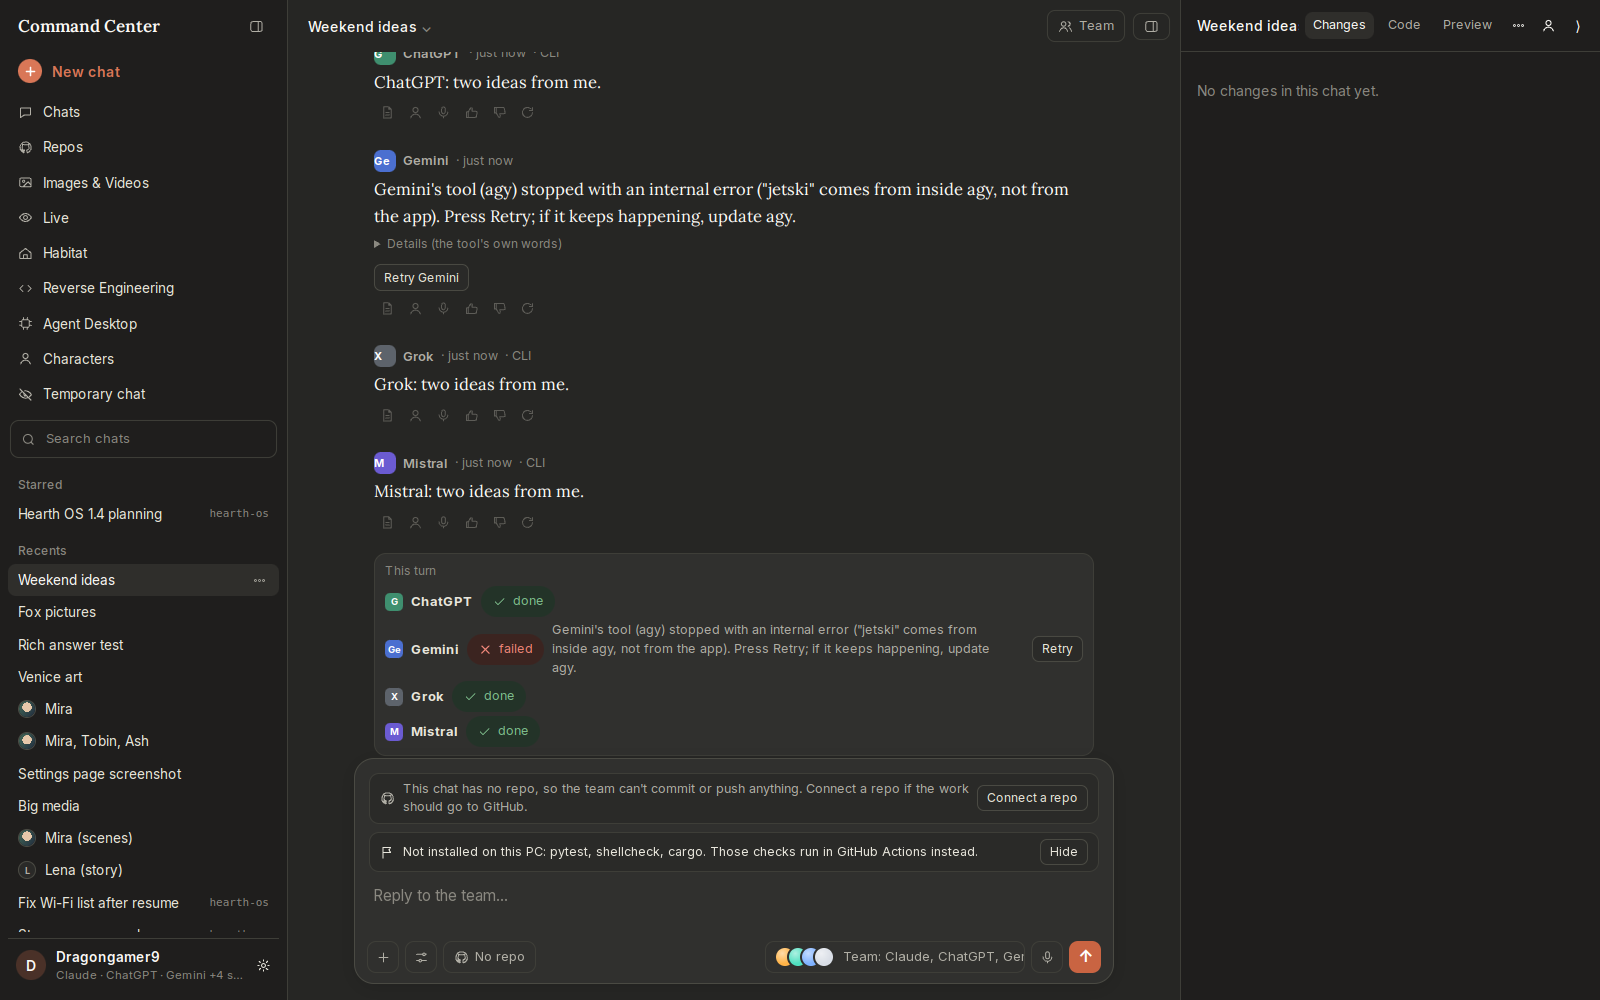 Command Center
New chat
Chats
Repos
Images & Videos
Live
Habitat
Reverse Engineering
Agent Desktop
Characters
Temporary chat
Search chats
Starred
Hearth OS 1.4 planning hearth-os
Recents
Weekend ideas
Fox pictures
Rich answer test
Venice art
Mira
Mira, Tobin, Ash
Settings page screenshot
Big media
Mira (scenes)
L Lena (story)
Fix Wi-Fi list after resume hearth-os
D Dragongamer9
Claude · ChatGPT · Gemini +4 s...
Weekend ideas
Team
G ChatGPT · just now · CLI
ChatGPT: two ideas from me.
Ge Gemini · just now
Gemini's tool (agy) stopped with an internal error ("jetski" comes from inside agy, not from
the app). Press Retry; if it keeps happening, update agy.
Details (the tool's own words)
Retry Gemini
X Grok · just now · CLI
Grok: two ideas from me.
M Mistral · just now · CLI
Mistral: two ideas from me.
This turn
G ChatGPT done
Ge Gemini failed
Gemini's tool (agy) stopped with an internal error ("jetski" comes from
inside agy, not from the app). Press Retry; if it keeps happening, update
agy.
Retry
X Grok done
M Mistral done
This chat has no repo, so the team can't commit or push anything. Connect a repo if the work
should go to GitHub.
Connect a repo
Not installed on this PC: pytest, shellcheck, cargo. Those checks run in GitHub Actions instead.
Hide
Reply to the team...
No repo
Team: Claude, ChatGPT, Ger
Weekend idea
Changes
Code
Preview
No changes in this chat yet.